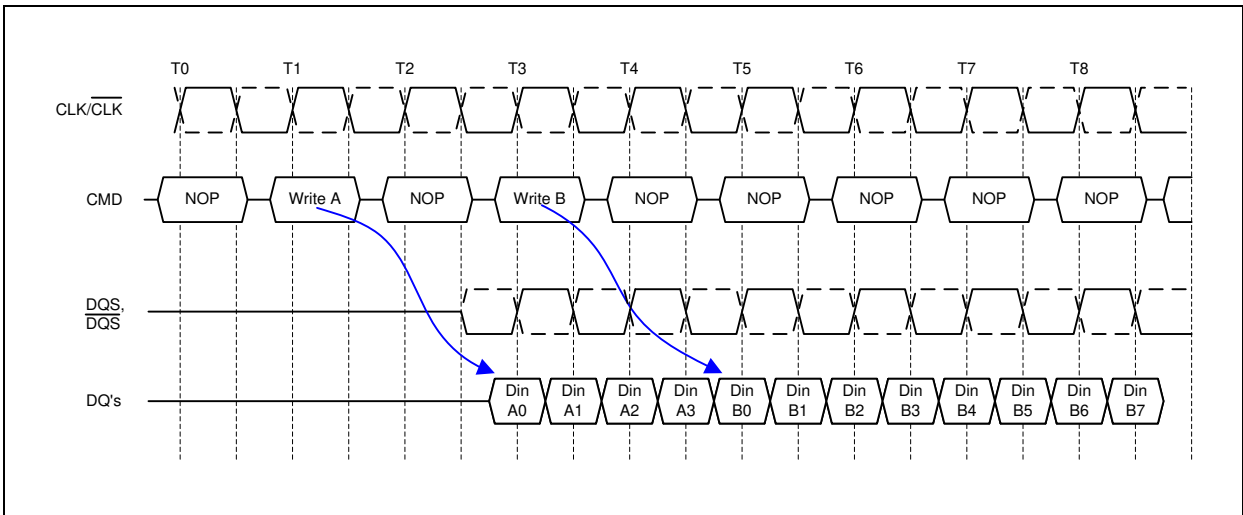 T0 T1 T2 T3 T4 T5 T6 T7 T8
CLK/CLK
CMD NOP Write A NOP Write B NOP NOP NOP NOP NOP
DQS,
DQS
DQ's Din Din Din Din Din Din Din Din Din Din Din Din
A0 A1 A2 A3 B0 B1 B2 B3 B4 B5 B6 B7